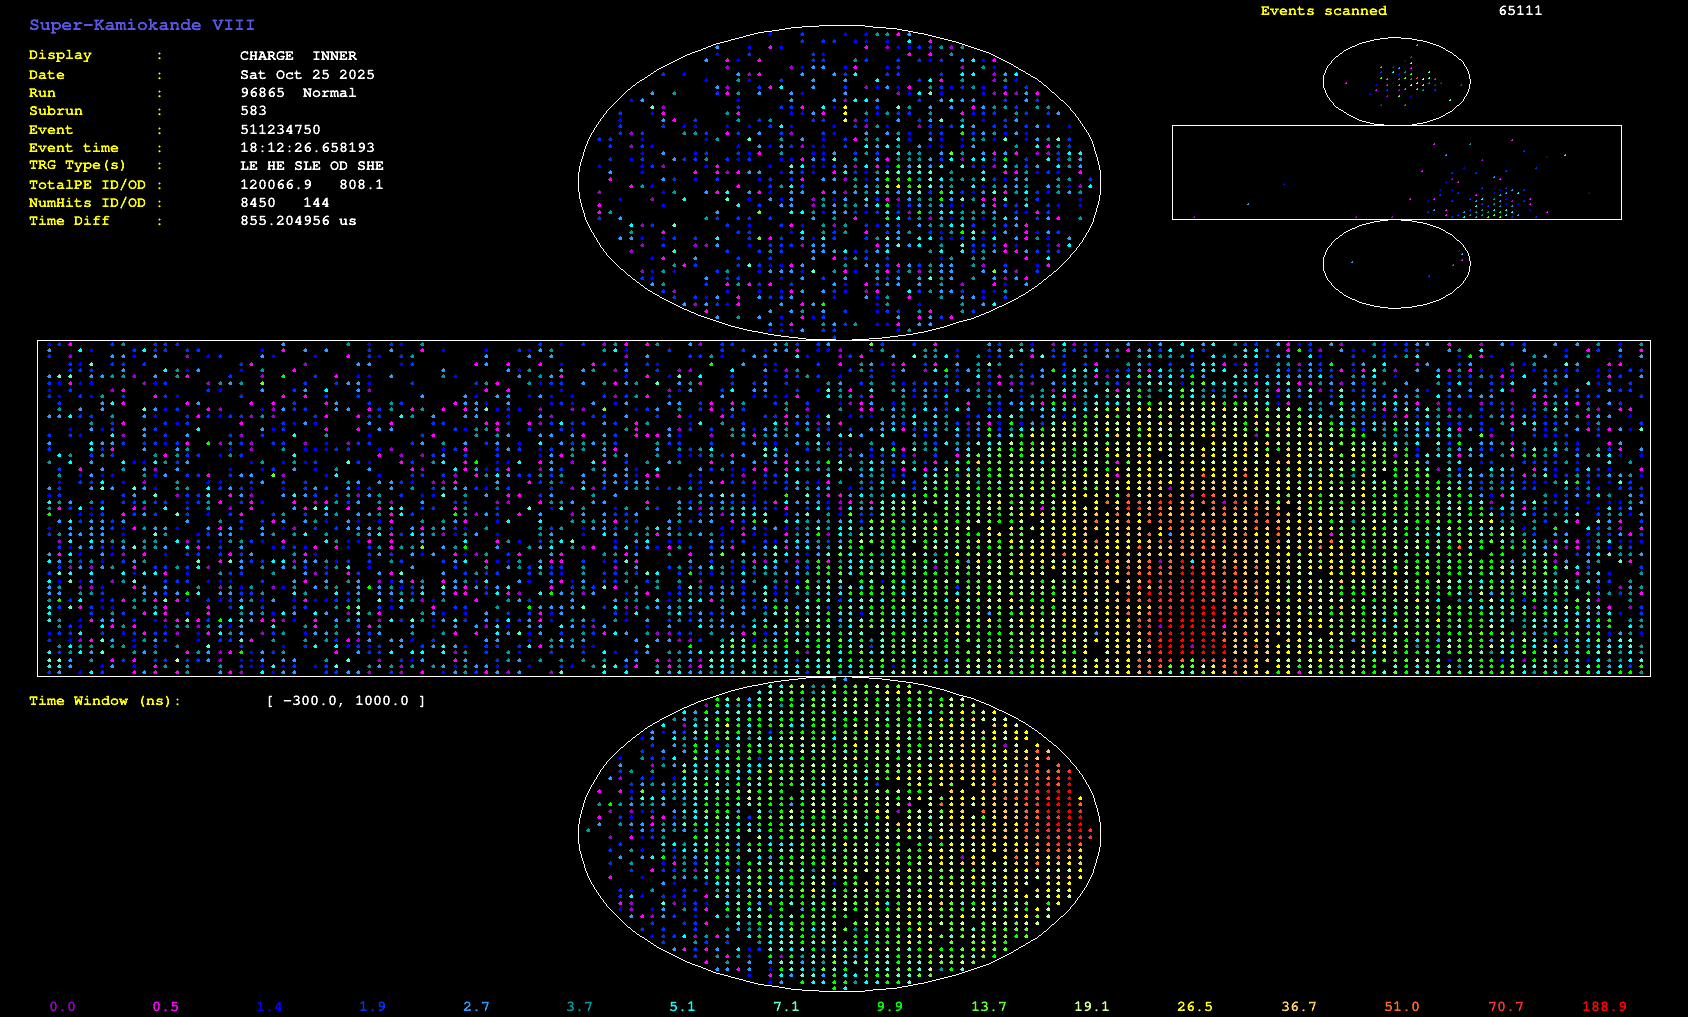 Super-Kamiokande VIII
Events scanned 65111
Display : CHARGE INNER
Date : Sat Oct 25 2025
Run : 96865 Normal
Subrun : 583
Event : 511234750
Event time : 18:12:26.658193
TRG Type(s) : LE HE SLE OD SHE
TotalPE ID/OD : 120066.9 808.1
NumHits ID/OD : 8450 144
Time Diff : 855.204956 us
Time Window (ns): [ -300.0, 1000.0 ]
0.0 0.5 1.4 1.9 2.7 3.7 5.1 7.1 9.9 13.7 19.1 26.5 36.7 51.0 70.7 188.9